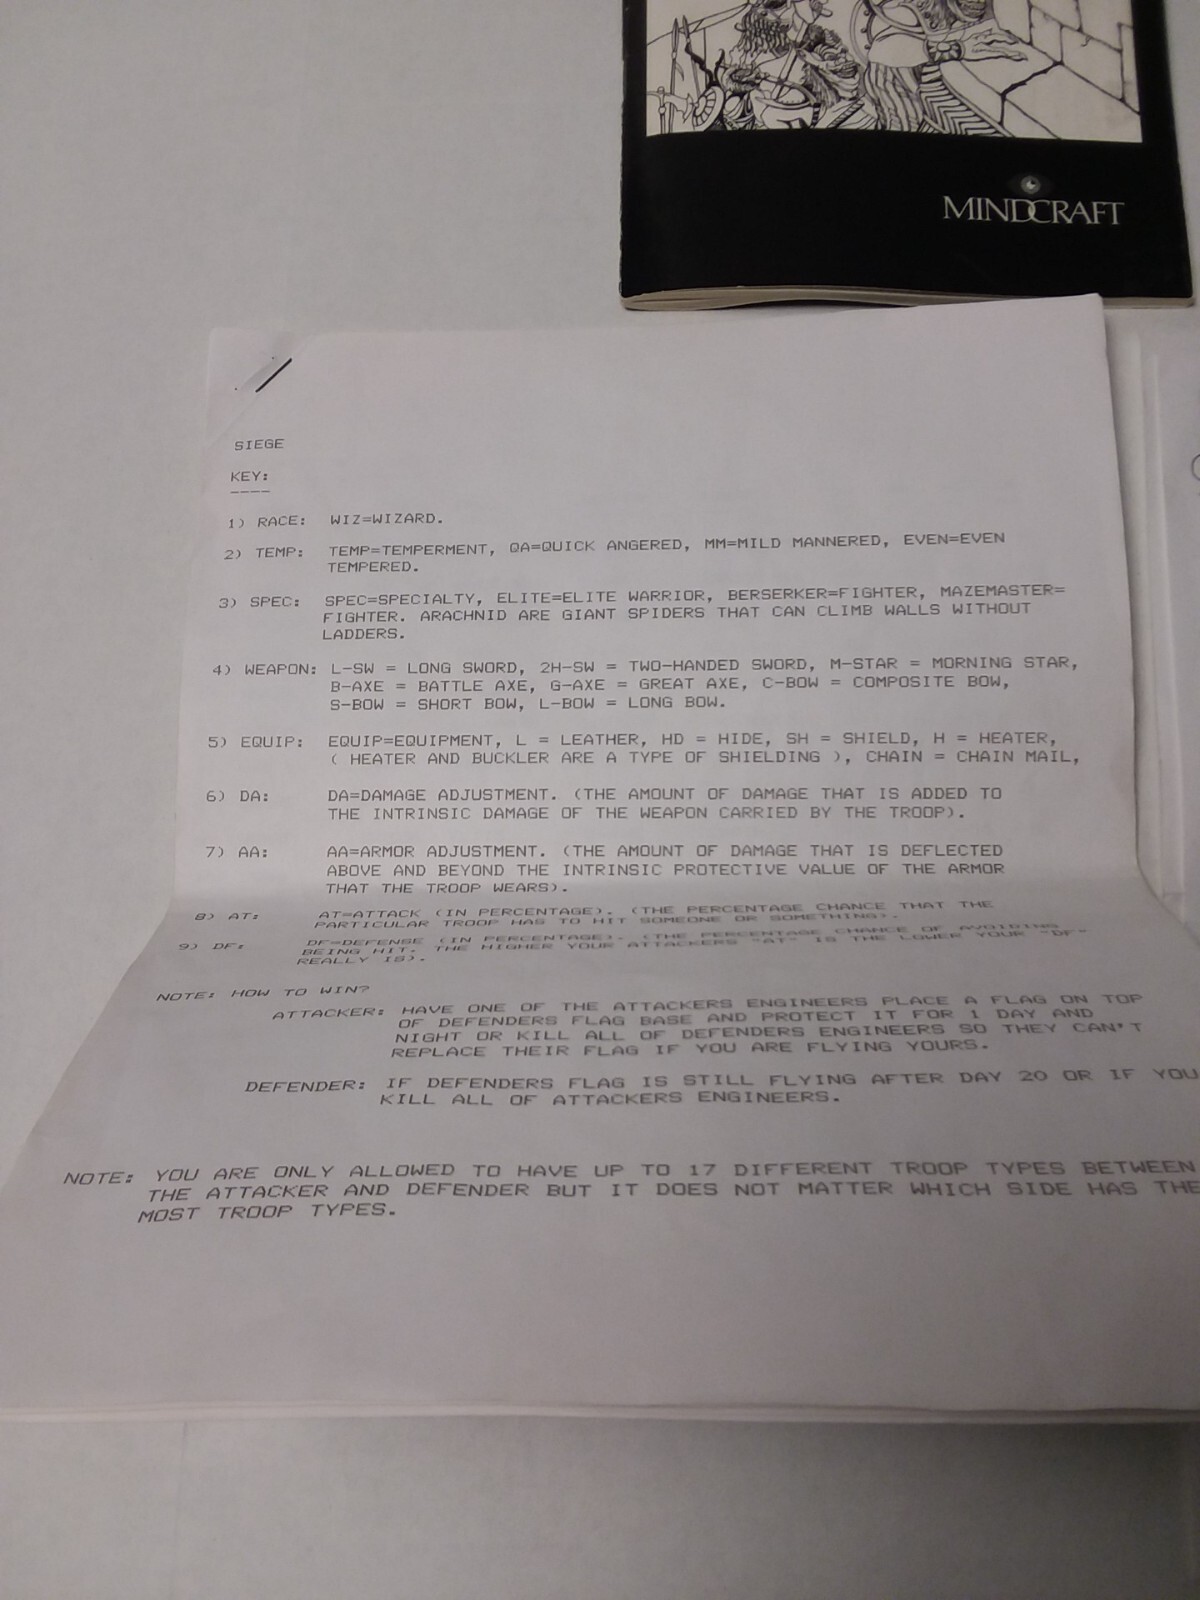 MINDCRAFT
SIEGE
KEY:
----
1) RACE: WIZ=WIZARD.
2) TEMP: TEMP=TEMPERMENT, QA=QUICK ANGERED, MM=MILD MANNERED, EVEN=EVEN
TEMPERED.
3) SPEC: SPEC=SPECIALTY, ELITE=ELITE WARRIOR, BERSERKER=FIGHTER, MAZEMASTER=
FIGHTER. ARACHNID ARE GIANT SPIDERS THAT CAN CLIMB WALLS WITHOUT
LADDERS.
4) WEAPON: L-SW = LONG SWORD, 2H-SW = TWO-HANDED SWORD, M-STAR = MORNING STAR,
B-AXE = BATTLE AXE, G-AXE = GREAT AXE, C-BOW = COMPOSITE BOW,
S-BOW = SHORT BOW, L-BOW = LONG BOW.
5) EQUIP: EQUIP=EQUIPMENT, L = LEATHER, HD = HIDE, SH = SHIELD, H = HEATER,
( HEATER AND BUCKLER ARE A TYPE OF SHIELDING ), CHAIN = CHAIN MAIL,
6) DA: DA=DAMAGE ADJUSTMENT. (THE AMOUNT OF DAMAGE THAT IS ADDED TO
THE INTRINSIC DAMAGE OF THE WEAPON CARRIED BY THE TROOP).
7) AA: AA=ARMOR ADJUSTMENT. (THE AMOUNT OF DAMAGE THAT IS DEFLECTED
ABOVE AND BEYOND THE INTRINSIC PROTECTIVE VALUE OF THE ARMOR
THAT THE TROOP WEARS).
8) AT: AT=ATTACK (IN PERCENTAGE). (THE PERCENTAGE CHANCE THAT THE
PARTICULAR TROOP HAS TO HIT SOMEONE OR SOMETHING).
9) DF: DF=DEFENSE (IN PERCENTAGE). (THE PERCENTAGE CHANCE OF AVOIDING
BEING HIT. THE HIGHER YOUR ATTACKERS "AT" IS THE LOWER YOUR "DF"
REALLY IS).
NOTE: HOW TO WIN?
ATTACKER: HAVE ONE OF THE ATTACKERS ENGINEERS PLACE A FLAG ON TOP
OF DEFENDERS FLAG BASE AND PROTECT IT FOR 1 DAY AND
NIGHT OR KILL ALL OF DEFENDERS ENGINEERS SO THEY CAN'T
REPLACE THEIR FLAG IF YOU ARE FLYING YOURS.
DEFENDER: IF DEFENDERS FLAG IS STILL FLYING AFTER DAY 20 OR IF YOU
KILL ALL OF ATTACKERS ENGINEERS.
NOTE: YOU ARE ONLY ALLOWED TO HAVE UP TO 17 DIFFERENT TROOP TYPES BETWEEN
THE ATTACKER AND DEFENDER BUT IT DOES NOT MATTER WHICH SIDE HAS THE
MOST TROOP TYPES.